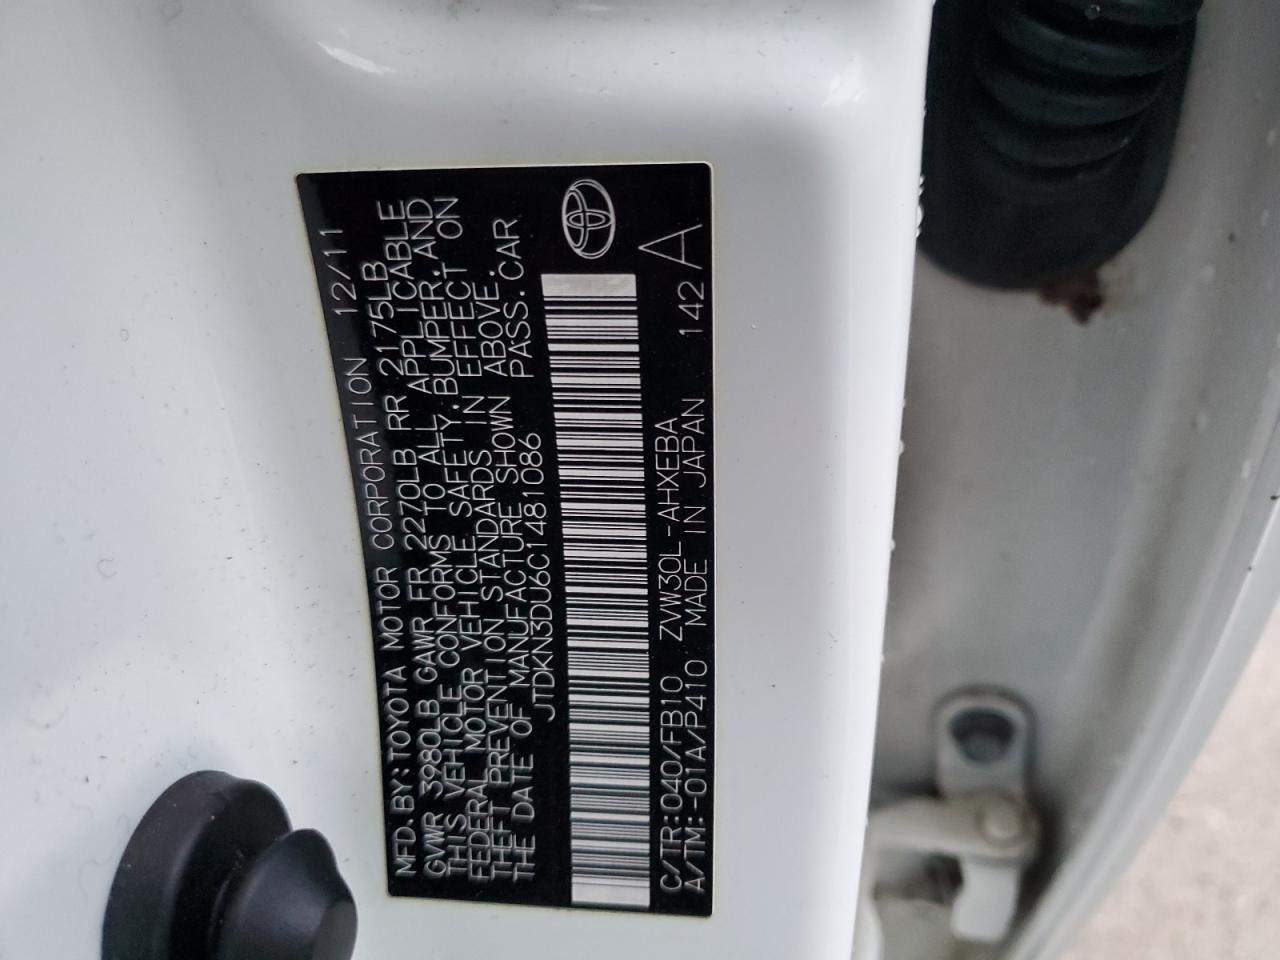 MFD. BY: TOYOTA MOTOR CORPORATION 12/11
GVWR 3980LB GAWR FR 2270LB RR 2175LB
THIS VEHICLE CONFORMS TO ALL APPLICABLE
FEDERAL MOTOR VEHICLE SAFETY, BUMPER, AND
THEFT PREVENTION STANDARDS IN EFFECT ON
THE DATE OF MANUFACTURE SHOWN ABOVE.
JTDKN3DU6C1481086 PASS. CAR
C/TR:040/FB10 ZVW30L-AHXEBA
A/TM:-01A/P410 MADE IN JAPAN 142
A